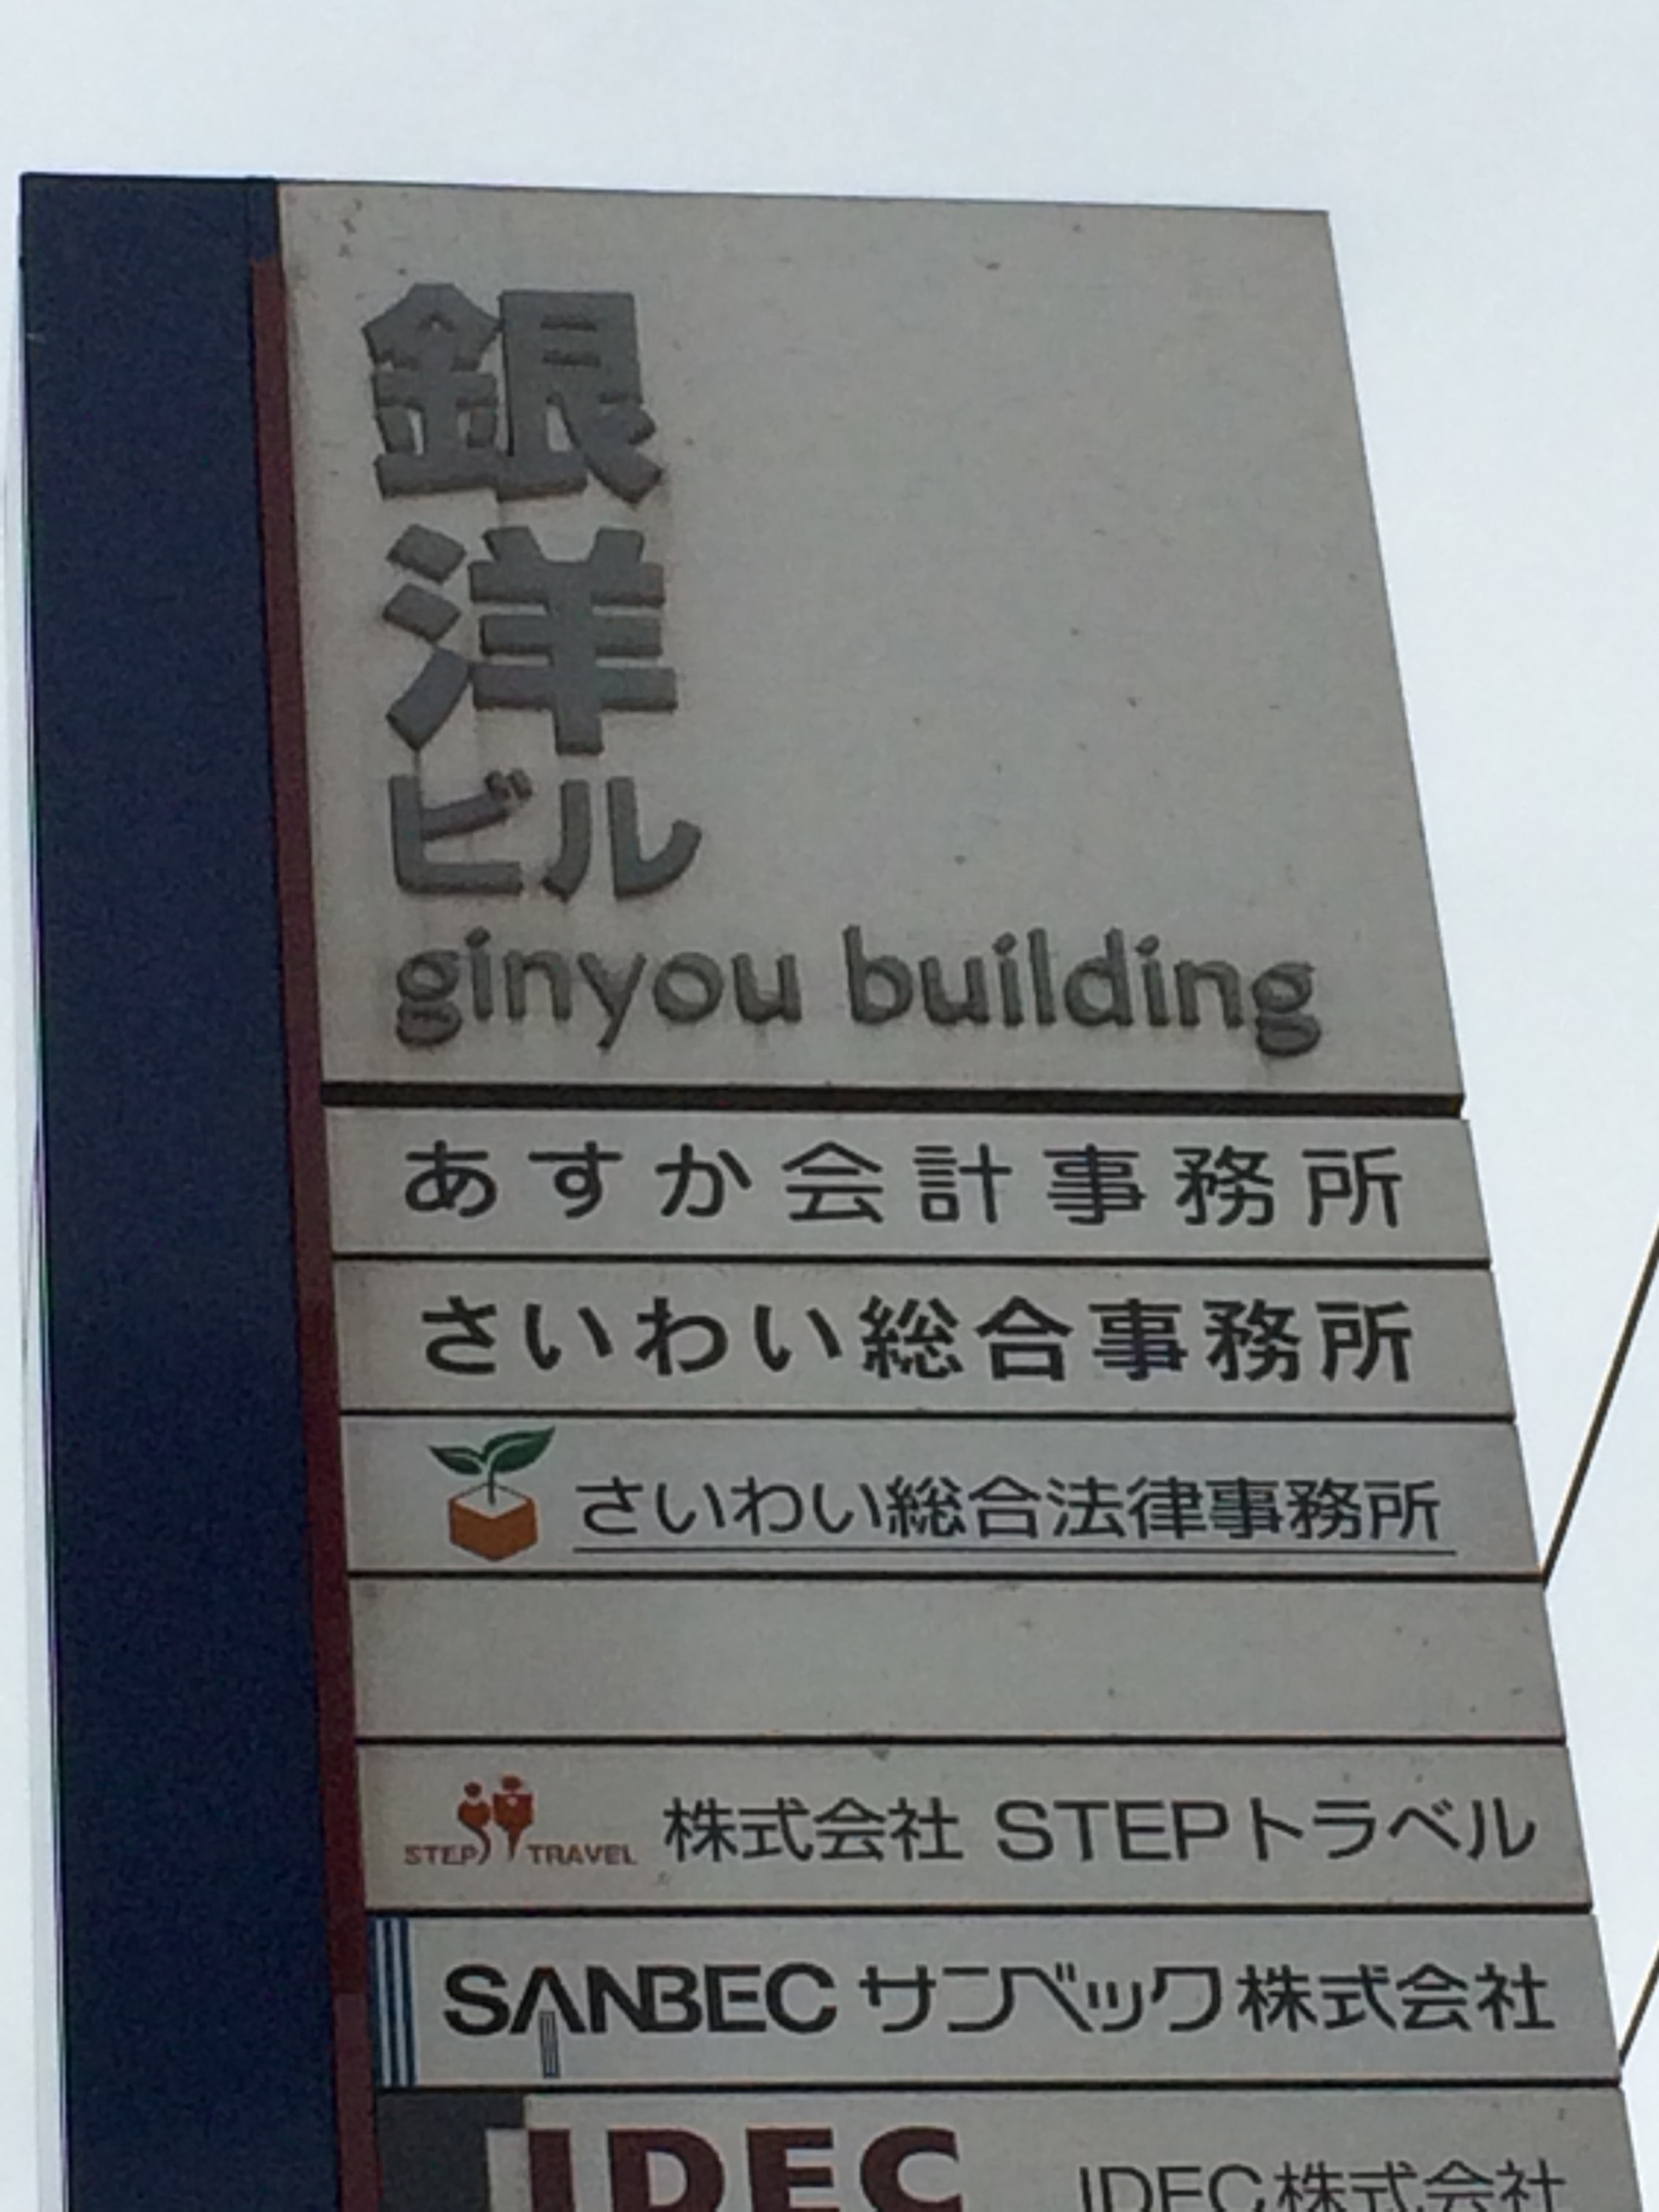 銀洋ビル
ginyou building
あすか会計事務所
さいわい総合事務所
さいわい総合法律事務所
STEP TRAVEL 株式会社 STEPトラベル
SANBEC サンベック株式会社
IDEC IDEC株式会社